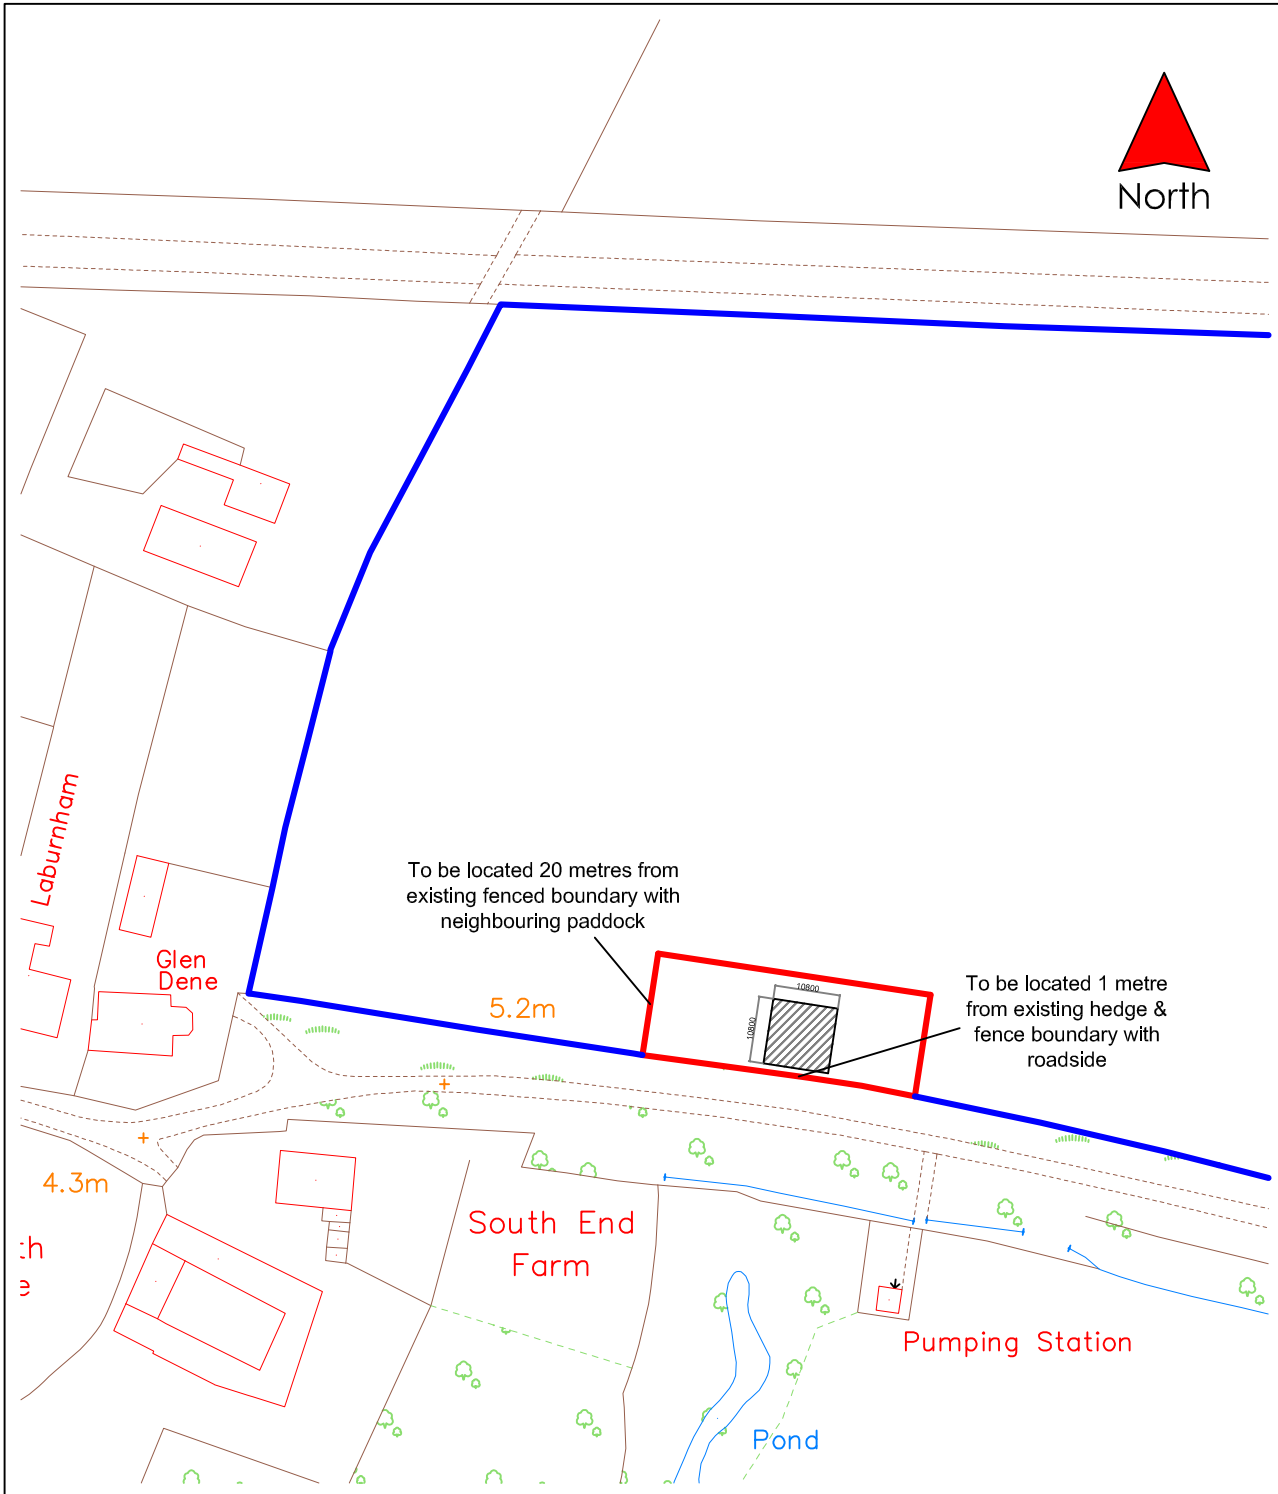 North
Laburnham
To be located 20 metres from
existing fenced boundary with
neighbouring paddock
Glen
Dene
5.2m
10800
10800
To be located 1 metre
from existing hedge &
fence boundary with
roadside
4.3m
South End
Farm
Pumping Station
Pond